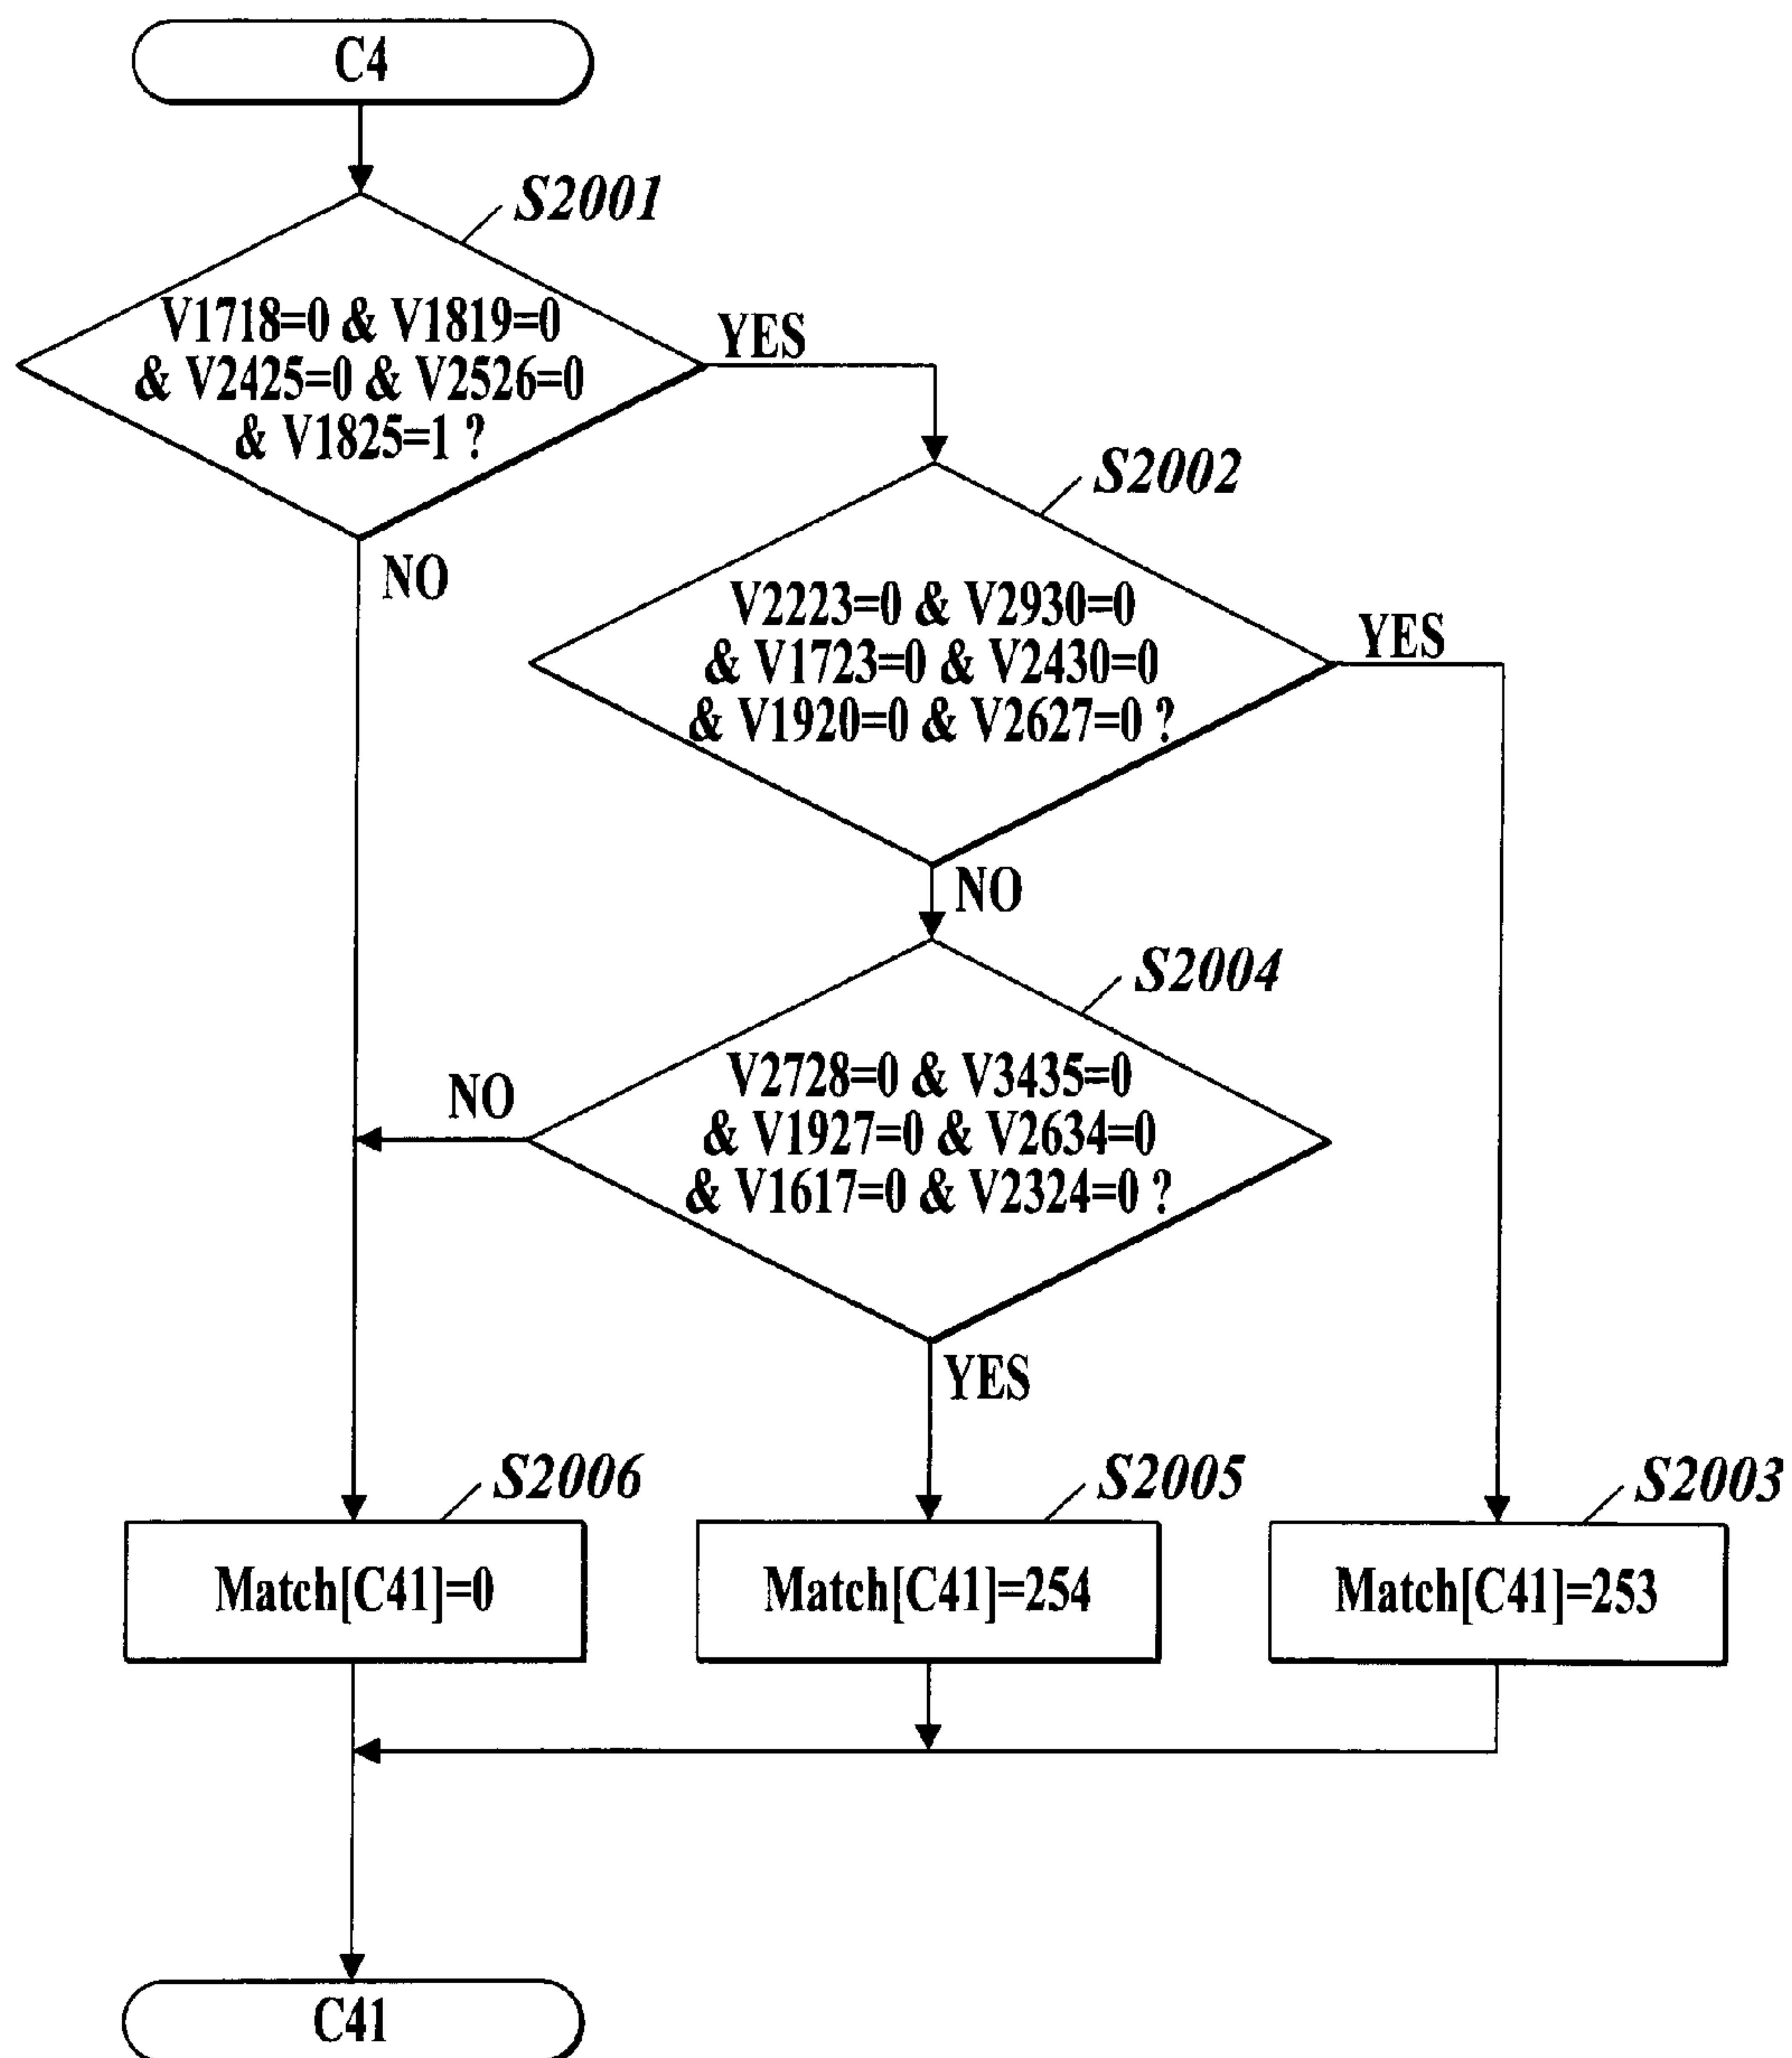 C4
S2001
V1718=0 & V1819=0
& V2425=0 & V2526=0
& V1825=1 ?
YES
NO
S2002
V2223=0 & V2930=0
& V1723=0 & V2430=0
& V1920=0 & V2627=0 ?
YES
NO
S2004
V2728=0 & V3435=0
& V1927=0 & V2634=0
& V1617=0 & V2324=0 ?
NO
YES
S2006
Match[C41]=0
S2005
Match[C41]=254
S2003
Match[C41]=253
C41